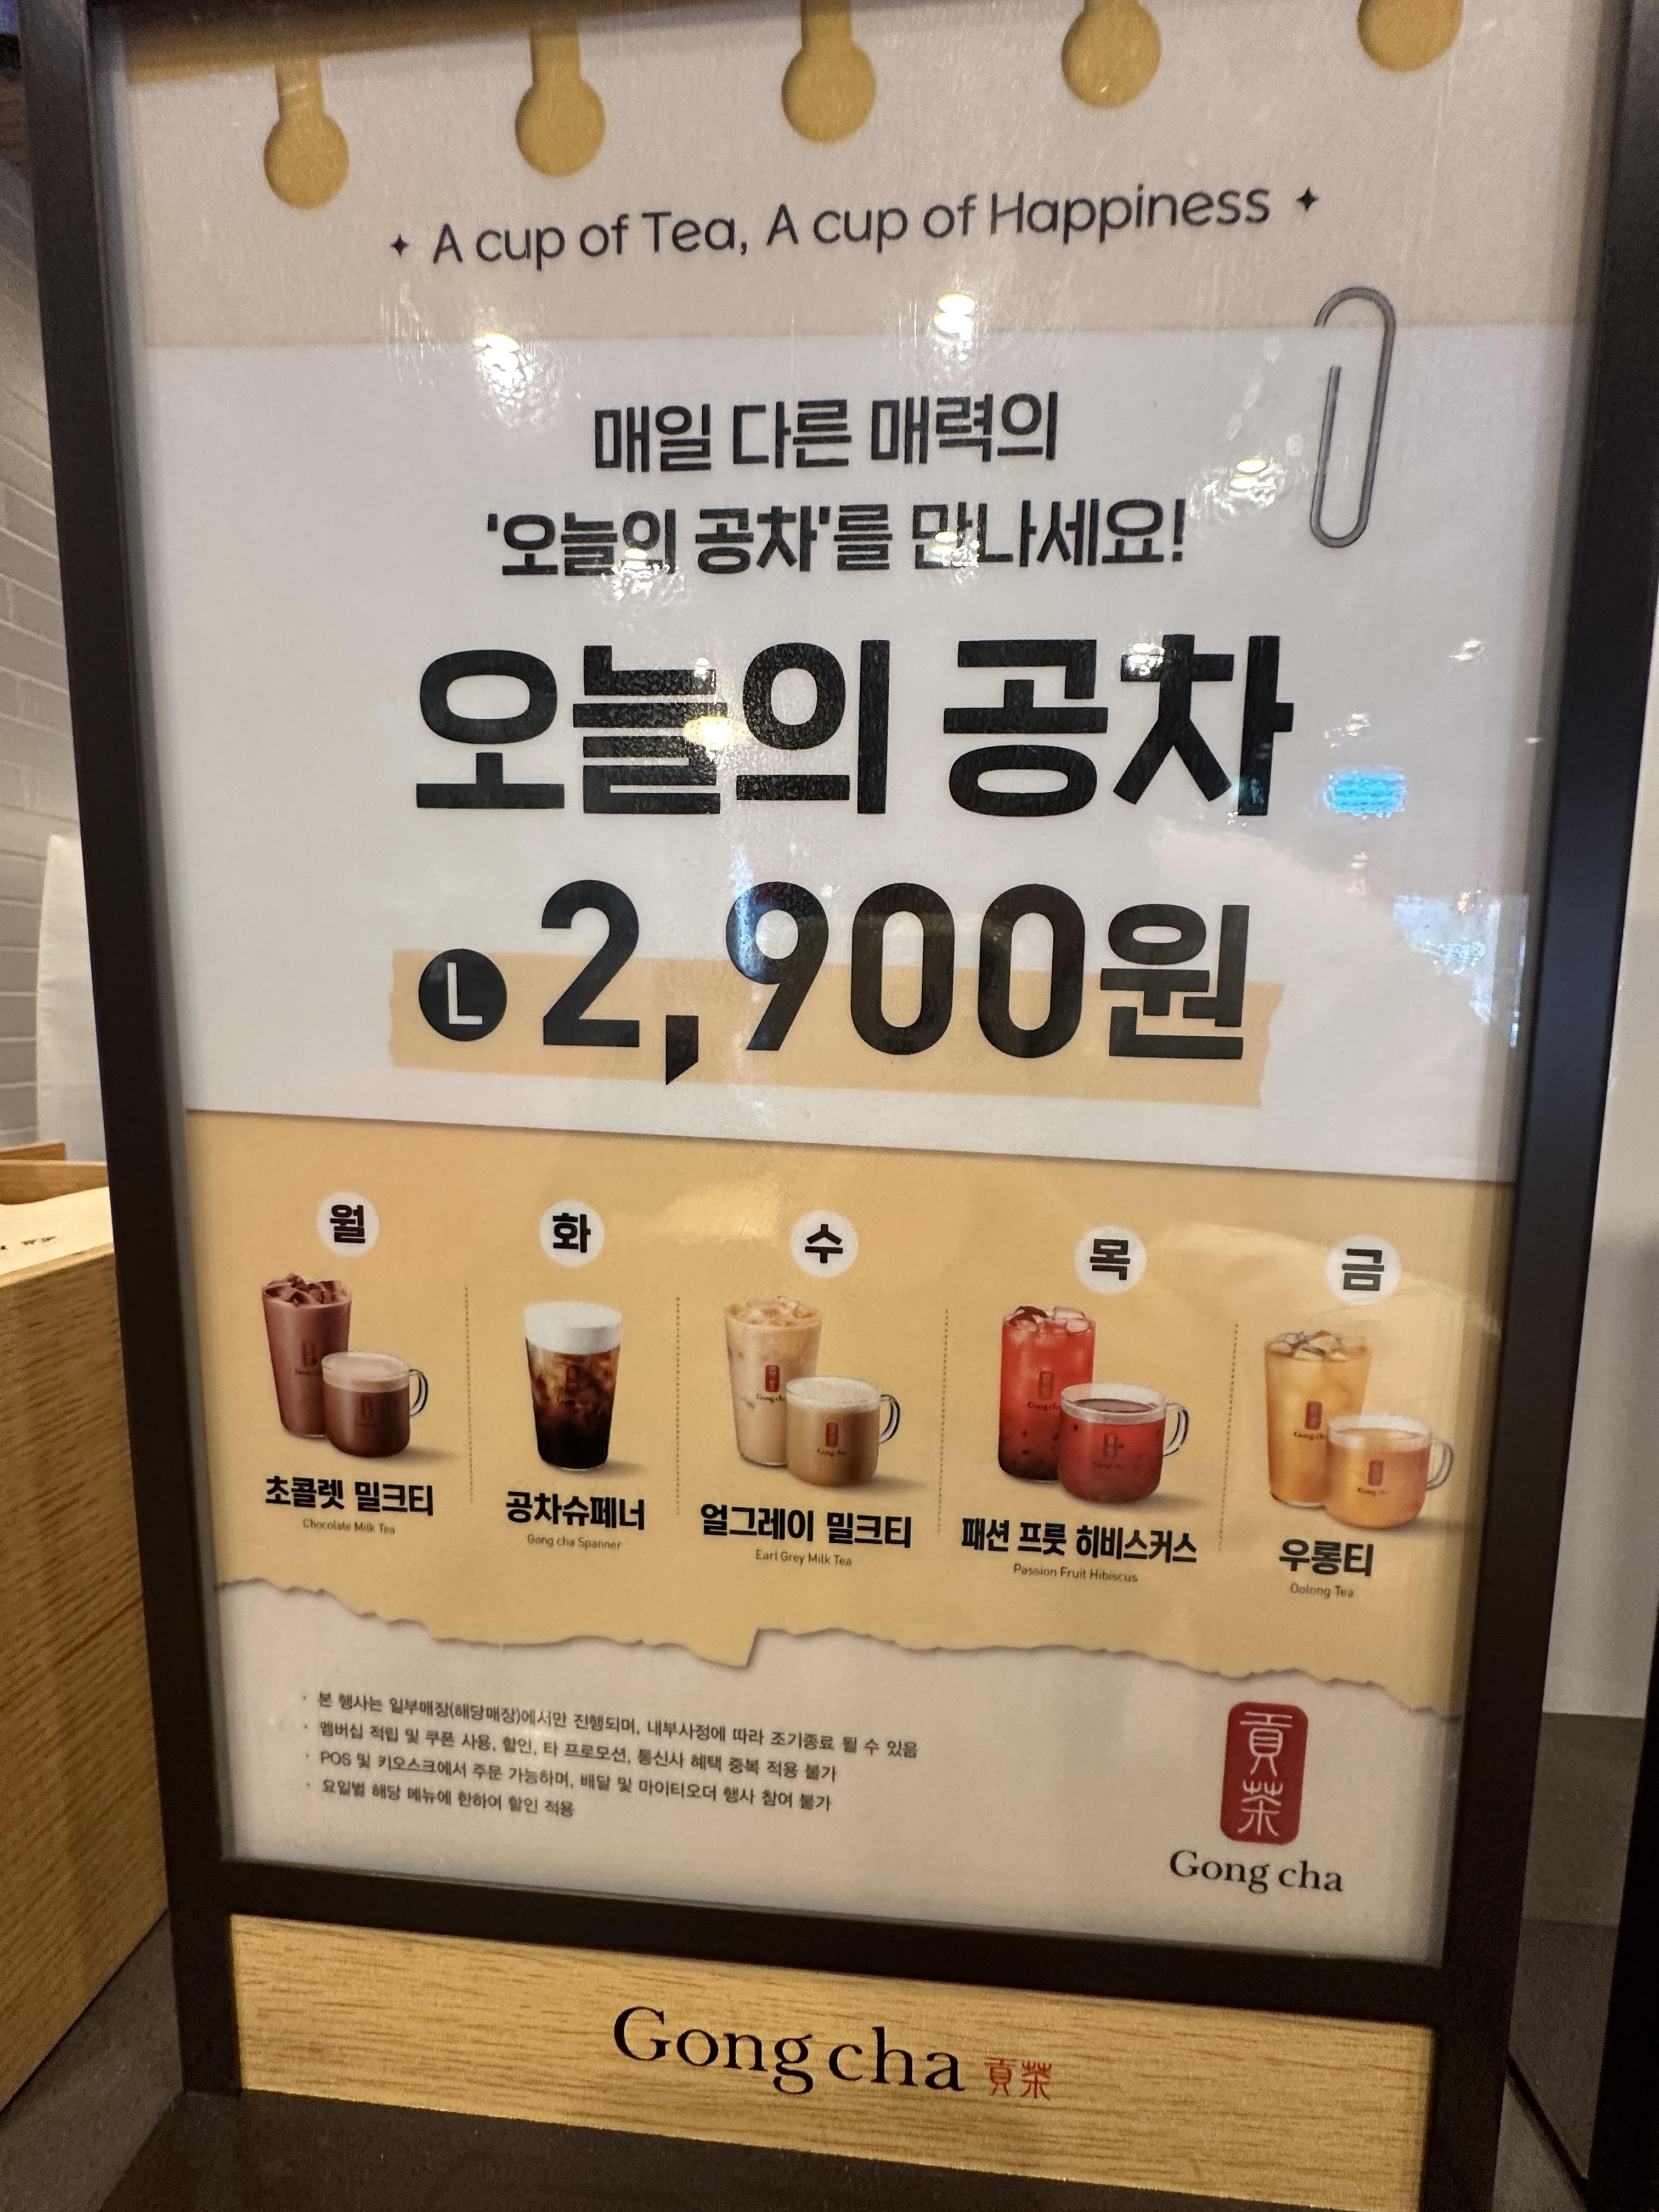 A cup of Tea, A cup of Happiness
매일 다른 매력의
'오늘의 공차'를 만나세요!
오늘의 공차
L 2,900원
월
화
수
목
금
초콜렛 밀크티
Chocolate Milk Tea
공차슈페너
Gong cha Spanner
얼그레이 밀크티
Earl Grey Milk Tea
패션 프룻 히비스커스
Passion Fruit Hibiscus
우롱티
Oolong Tea
· 본 행사는 일부매장(해당매장)에서만 진행되며, 내부사정에 따라 조기종료 될 수 있음
· 멤버십 적립 및 쿠폰 사용, 할인, 타 프로모션, 통신사 혜택 중복 적용 불가
· POS 및 키오스크에서 주문 가능하며, 배달 및 마이티오더 행사 참여 불가
· 요일별 해당 메뉴에 한하여 할인 적용
貢茶
Gong cha
Gong cha 貢茶